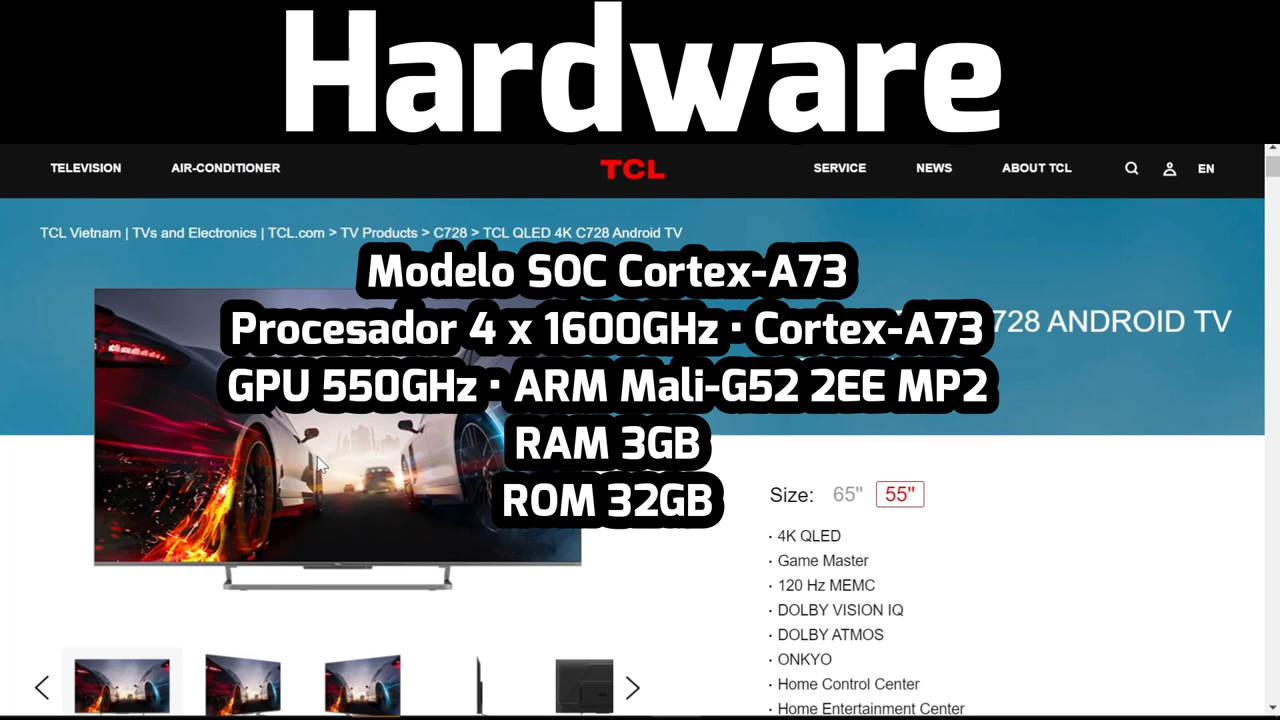 Hardware
TELEVISION AIR-CONDITIONER TCL SERVICE NEWS ABOUT TCL EN
TCL Vietnam | TVs and Electronics | TCL.com > TV Products > C728 > TCL QLED 4K C728 Android TV
Modelo SOC Cortex-A73
Procesador 4 x 1600GHz · Cortex-A73
728 ANDROID TV
GPU 550GHz · ARM Mali-G52 2EE MP2
RAM 3GB
ROM 32GB
Size: 65" 55"
· 4K QLED
· Game Master
· 120 Hz MEMC
· DOLBY VISION IQ
· DOLBY ATMOS
· ONKYO
· Home Control Center
· Home Entertainment Center